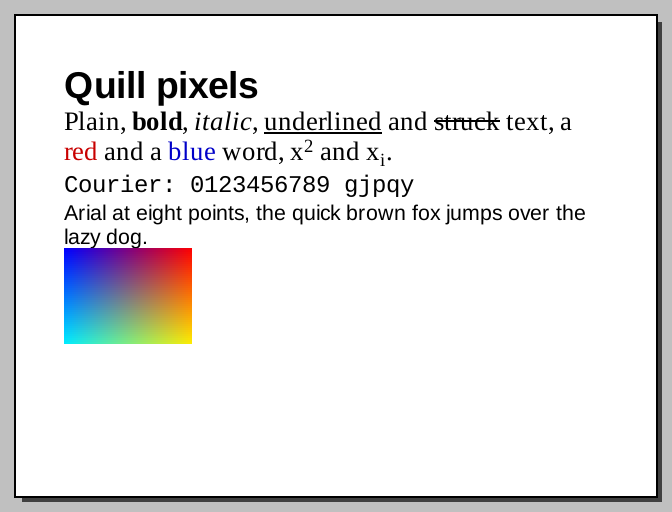 Quill pixels
Plain, bold, italic, underlined and struck text, a
red and a blue word, x² and xᵢ.
Courier: 0123456789 gjpqy
Arial at eight points, the quick brown fox jumps over the
lazy dog.